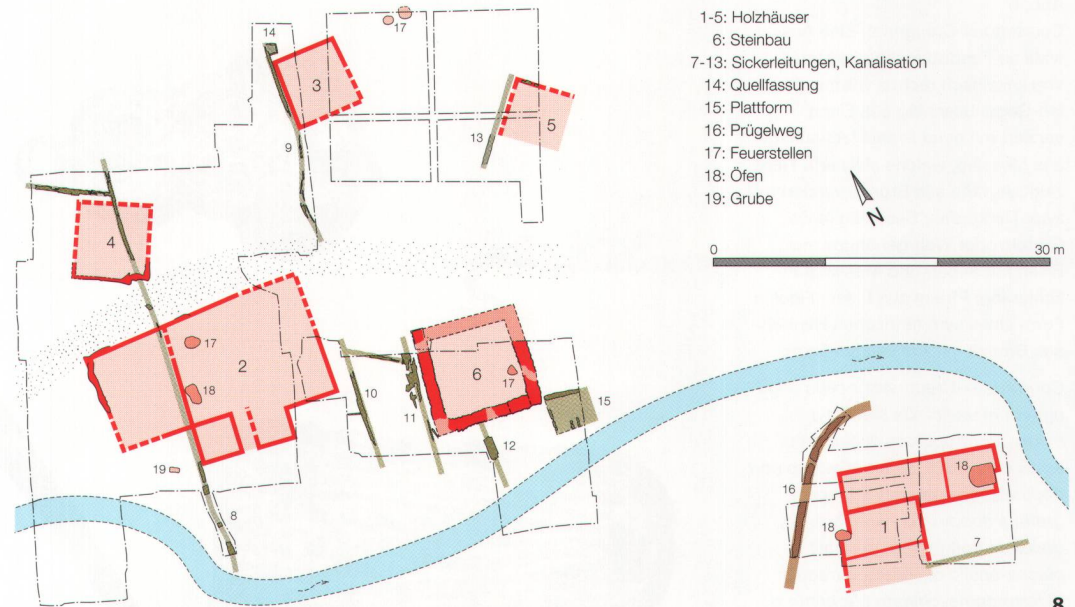 1-5: Holzhäuser
6: Steinbau
7-13: Sickerleitungen, Kanalisation
14: Quellfassung
15: Plattform
16: Prügelweg
17: Feuerstellen
18: Öfen
19: Grube
N
0 30 m
17
14
3
5
13
9
4
17
2
18
6
17
10
11
15
12
19
8
16
18
18
1
7
8